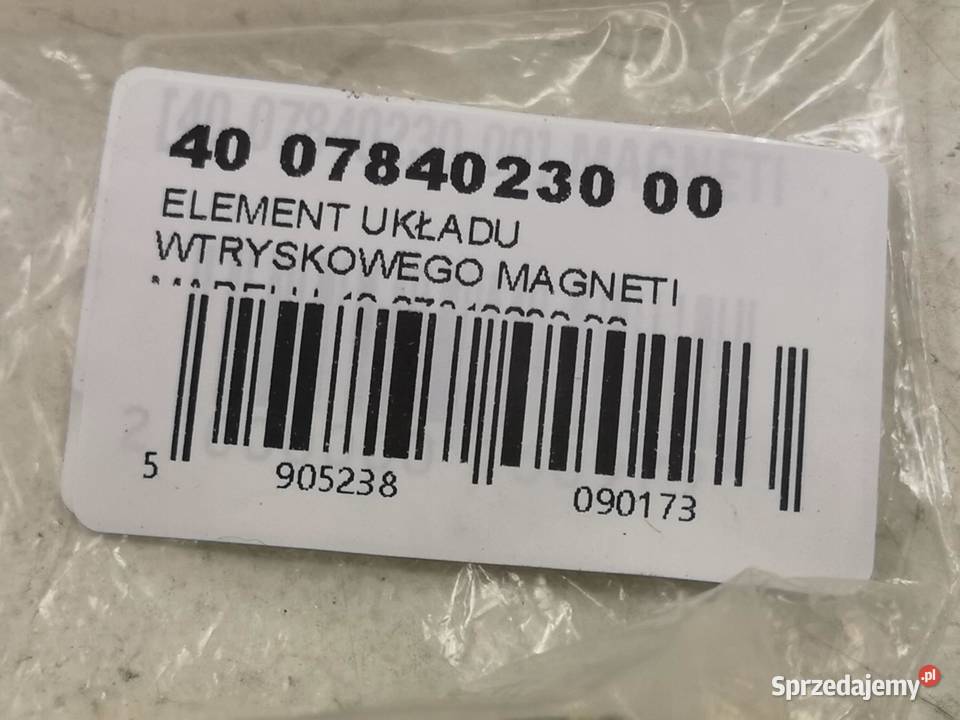 40 07840230 00
ELEMENT UKŁADU
WTRYSKOWEGO MAGNETI
5 905238 090173
Sprzedajemy.pl